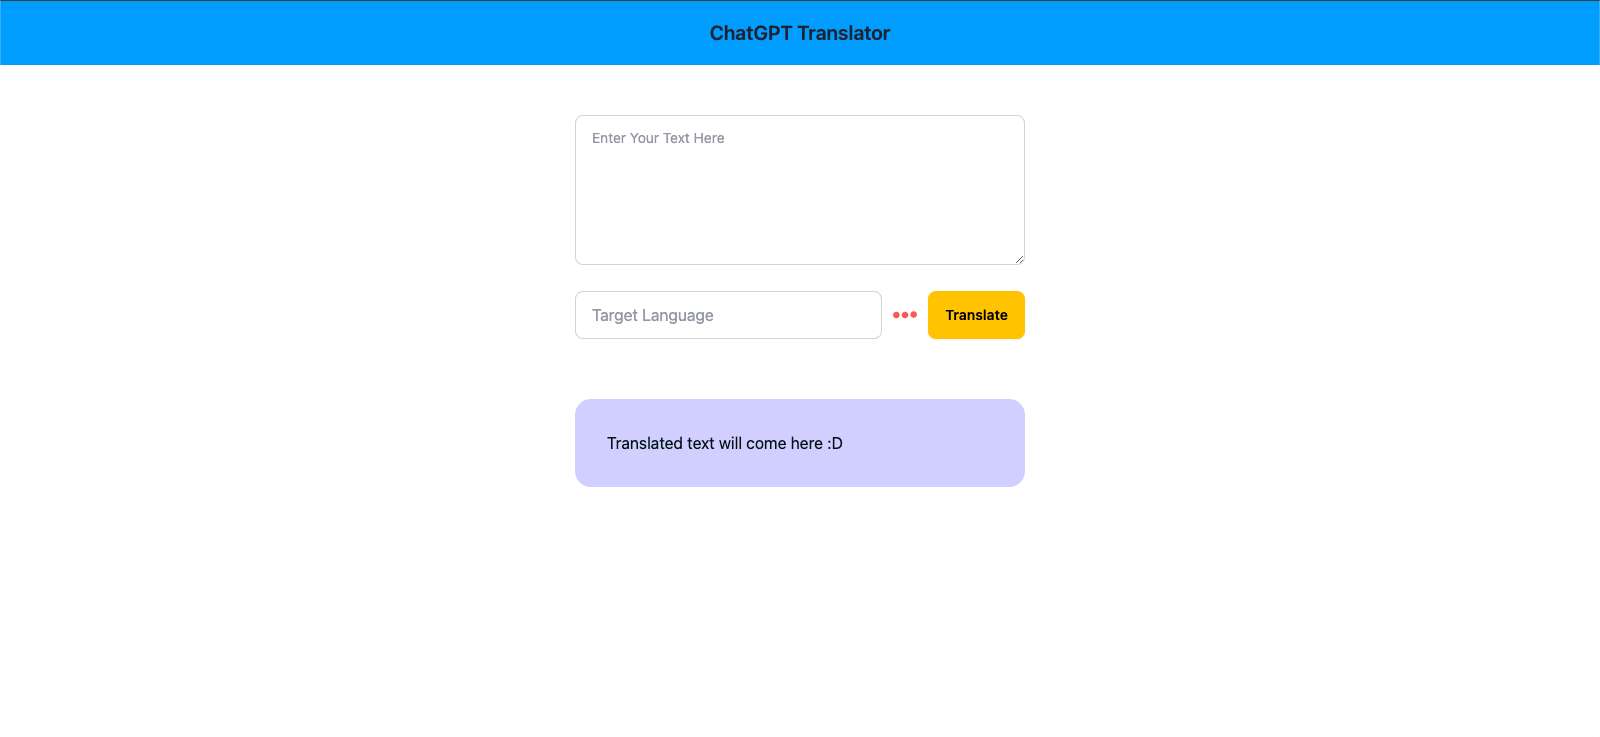 ChatGPT Translator
Enter Your Text Here
Target Language
Translate
Translated text will come here :D